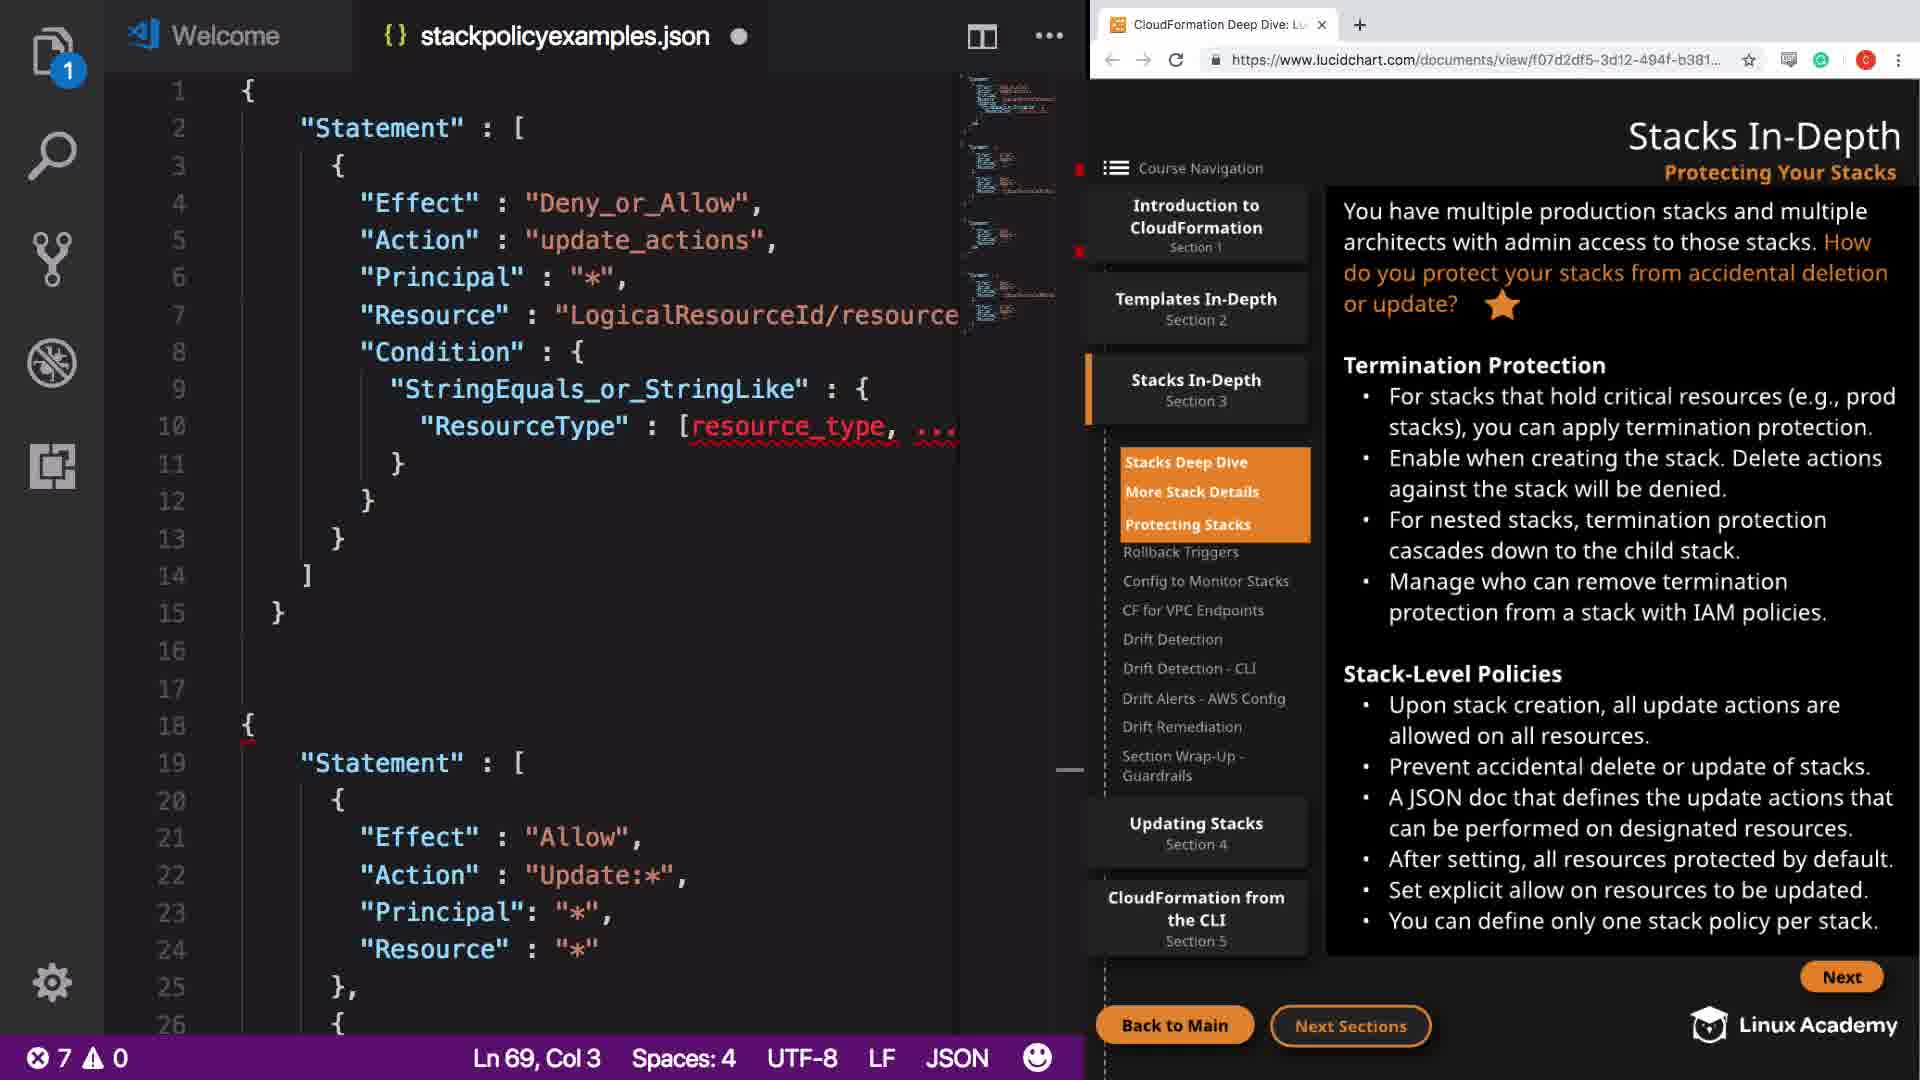 1
Welcome
{} stackpolicyexamples.json
1 {
2 "Statement" : [
3 {
4 "Effect" : "Deny_or_Allow",
5 "Action" : "update_actions",
6 "Principal" : "*",
7 "Resource" : "LogicalResourceId/resource
8 "Condition" : {
9 "StringEquals_or_StringLike" : {
10 "ResourceType" : [resource_type, ...
11 }
12 }
13 }
14 ]
15 }
16
17
18 {
19 "Statement" : [
20 {
21 "Effect" : "Allow",
22 "Action" : "Update:*",
23 "Principal": "*",
24 "Resource" : "*"
25 },
26 {
7 0
Ln 69, Col 3 Spaces: 4 UTF-8 LF JSON
CloudFormation Deep Dive: Lu
https://www.lucidchart.com/documents/view/f07d2df5-3d12-494f-b381...
C
Stacks In-Depth
Protecting Your Stacks
Course Navigation
Introduction to
CloudFormation
Section 1
Templates In-Depth
Section 2
Stacks In-Depth
Section 3
Stacks Deep Dive
More Stack Details
Protecting Stacks
Rollback Triggers
Config to Monitor Stacks
CF for VPC Endpoints
Drift Detection
Drift Detection - CLI
Drift Alerts - AWS Config
Drift Remediation
Section Wrap-Up -
Guardrails
Updating Stacks
Section 4
CloudFormation from
the CLI
Section 5
You have multiple production stacks and multiple
architects with admin access to those stacks. How
do you protect your stacks from accidental deletion
or update?
Termination Protection
• For stacks that hold critical resources (e.g., prod
stacks), you can apply termination protection.
• Enable when creating the stack. Delete actions
against the stack will be denied.
• For nested stacks, termination protection
cascades down to the child stack.
• Manage who can remove termination
protection from a stack with IAM policies.
Stack-Level Policies
• Upon stack creation, all update actions are
allowed on all resources.
• Prevent accidental delete or update of stacks.
• A JSON doc that defines the update actions that
can be performed on designated resources.
• After setting, all resources protected by default.
• Set explicit allow on resources to be updated.
• You can define only one stack policy per stack.
Next
Back to Main
Next Sections
Linux Academy